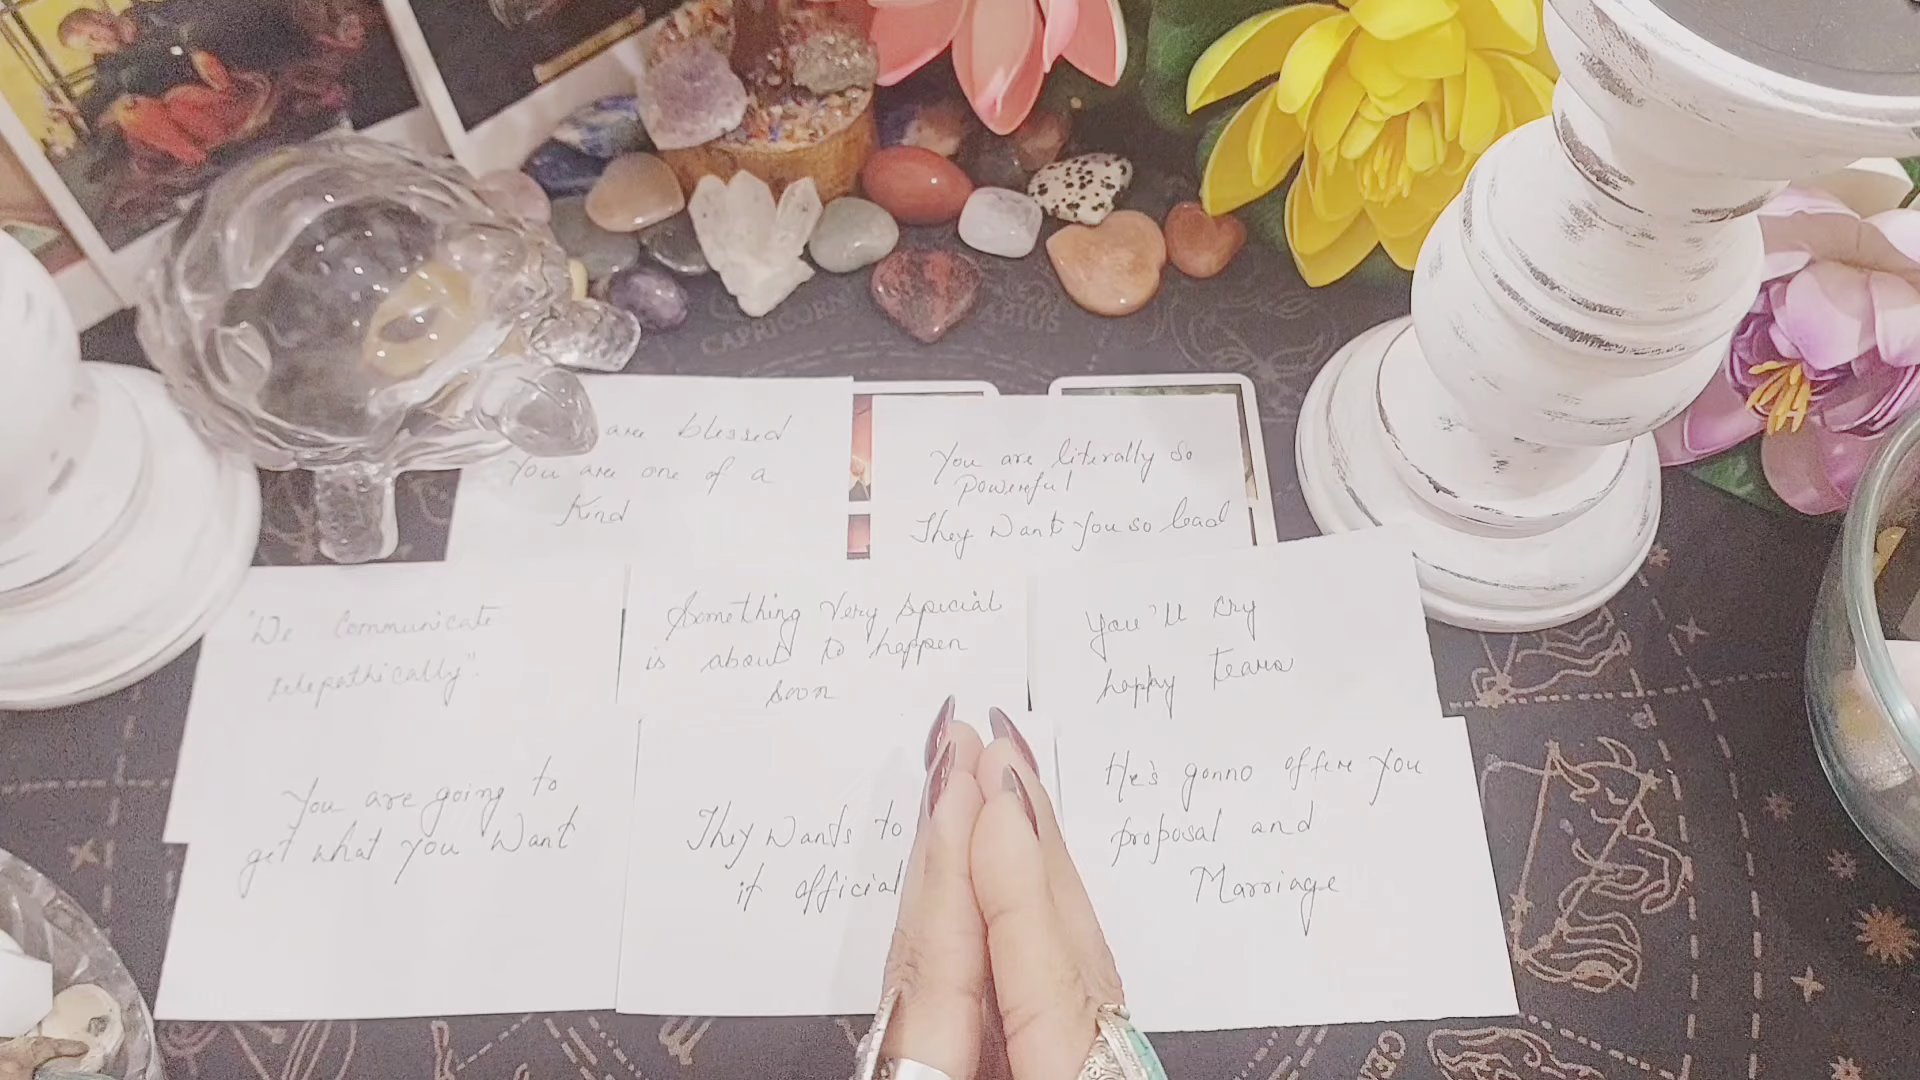 are blessed
You are one of a
Kind
You are literally so
powerful
They Want You so bad
"We communicate
telepathically".
Something Very special
is about to happen
soon
You'll cry
happy tears
You are going to
get what you Want
They Wants to
it official
He's gonno offer You
proposal and
Marriage
CAPRICORN
ARIUS